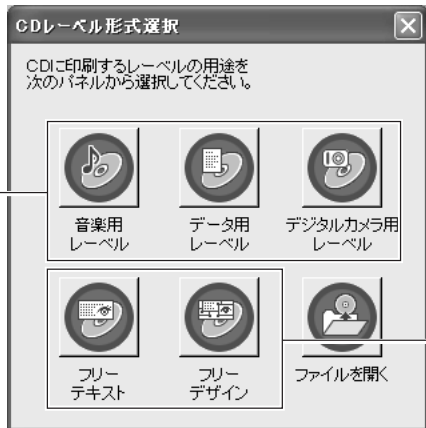 CDレーベル形式選択
CDに印刷するレーベルの用途を
次のパネルから選択してください。
音楽用
レーベル
データ用
レーベル
デジタルカメラ用
レーベル
フリー
テキスト
フリー
デザイン
ファイルを開く